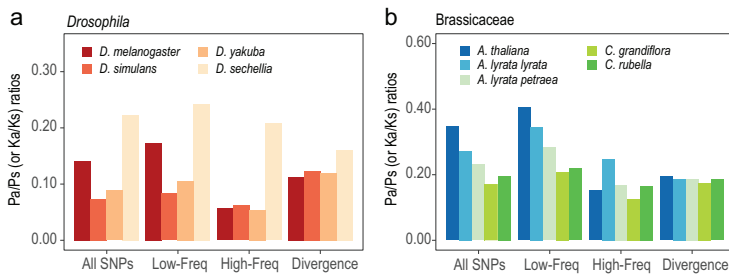 a
Drosophila
D. melanogaster
D. simulans
D. yakuba
D. sechellia
Pa/Ps (or Ka/Ks) ratios
0.30
0.20
0.10
0.00
All SNPs
Low-Freq
High-Freq
Divergence
b
Brassicaceae
A. thaliana
A. lyrata lyrata
A. lyrata petraea
C. grandiflora
C. rubella
Pa/Ps (or Ka/Ks) ratios
0.60
0.40
0.20
0.00
All SNPs
Low-Freq
High-Freq
Divergence